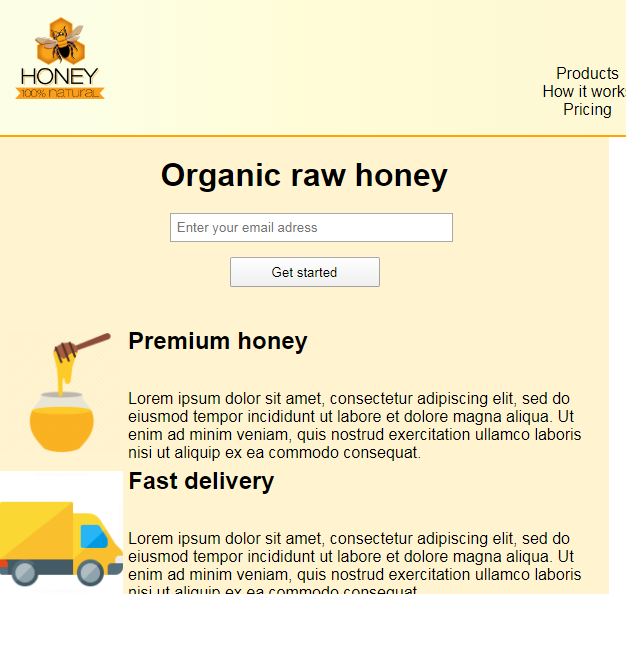 HONEY
100% natural
Products
How it works
Pricing
Organic raw honey
Enter your email adress
Get started
Premium honey
Lorem ipsum dolor sit amet, consectetur adipiscing elit, sed do
eiusmod tempor incididunt ut labore et dolore magna aliqua. Ut
enim ad minim veniam, quis nostrud exercitation ullamco laboris
nisi ut aliquip ex ea commodo consequat.
Fast delivery
Lorem ipsum dolor sit amet, consectetur adipiscing elit, sed do
eiusmod tempor incididunt ut labore et dolore magna aliqua. Ut
enim ad minim veniam, quis nostrud exercitation ullamco laboris
nisi ut aliquip ex ea commodo consequat.